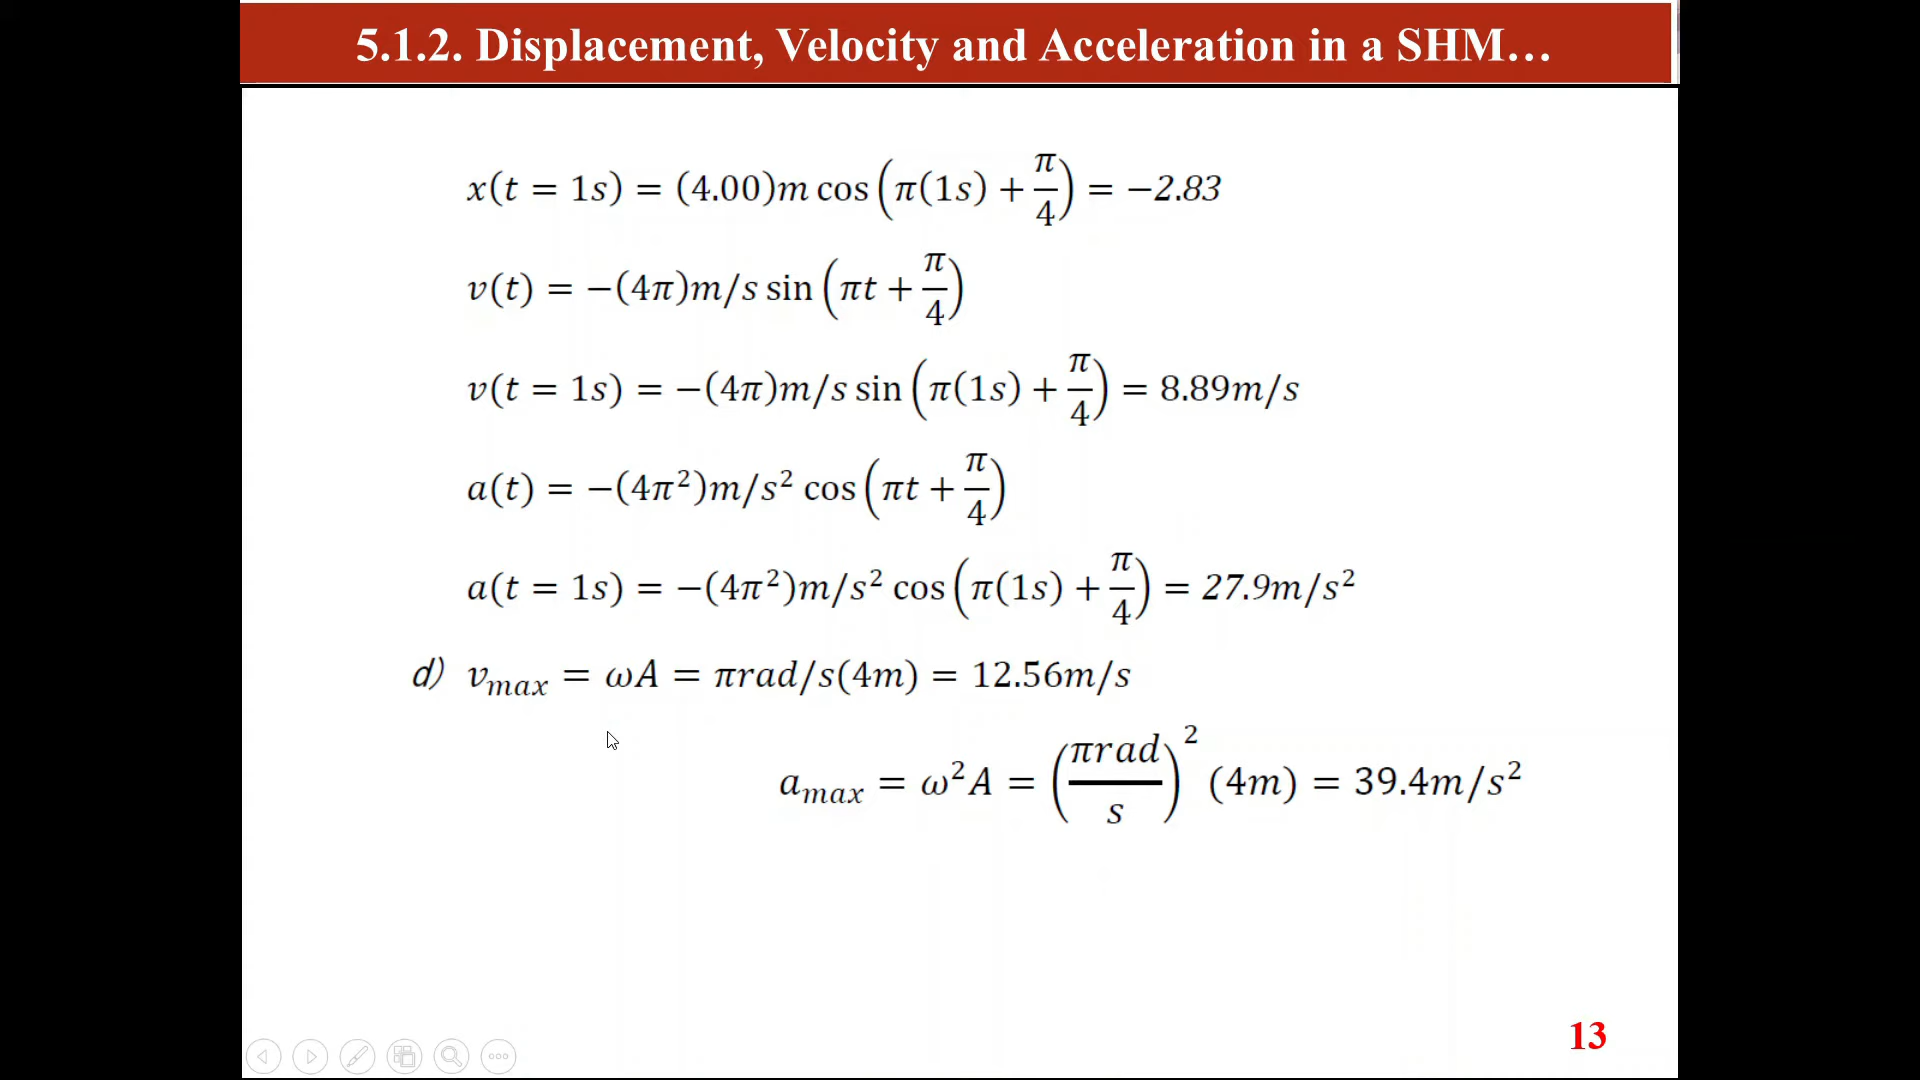 5.1.2. Displacement, Velocity and Acceleration in a SHM…
x(t = 1s) = (4.00)m cos(π(1s) + π/4) = −2.83
v(t) = −(4π)m/s sin(πt + π/4)
v(t = 1s) = −(4π)m/s sin(π(1s) + π/4) = 8.89m/s
a(t) = −(4π²)m/s² cos(πt + π/4)
a(t = 1s) = −(4π²)m/s² cos(π(1s) + π/4) = 27.9m/s²
d) vₘₐₓ = ωA = πrad/s(4m) = 12.56m/s
aₘₐₓ = ω²A = (πrad/s)² (4m) = 39.4m/s²
13